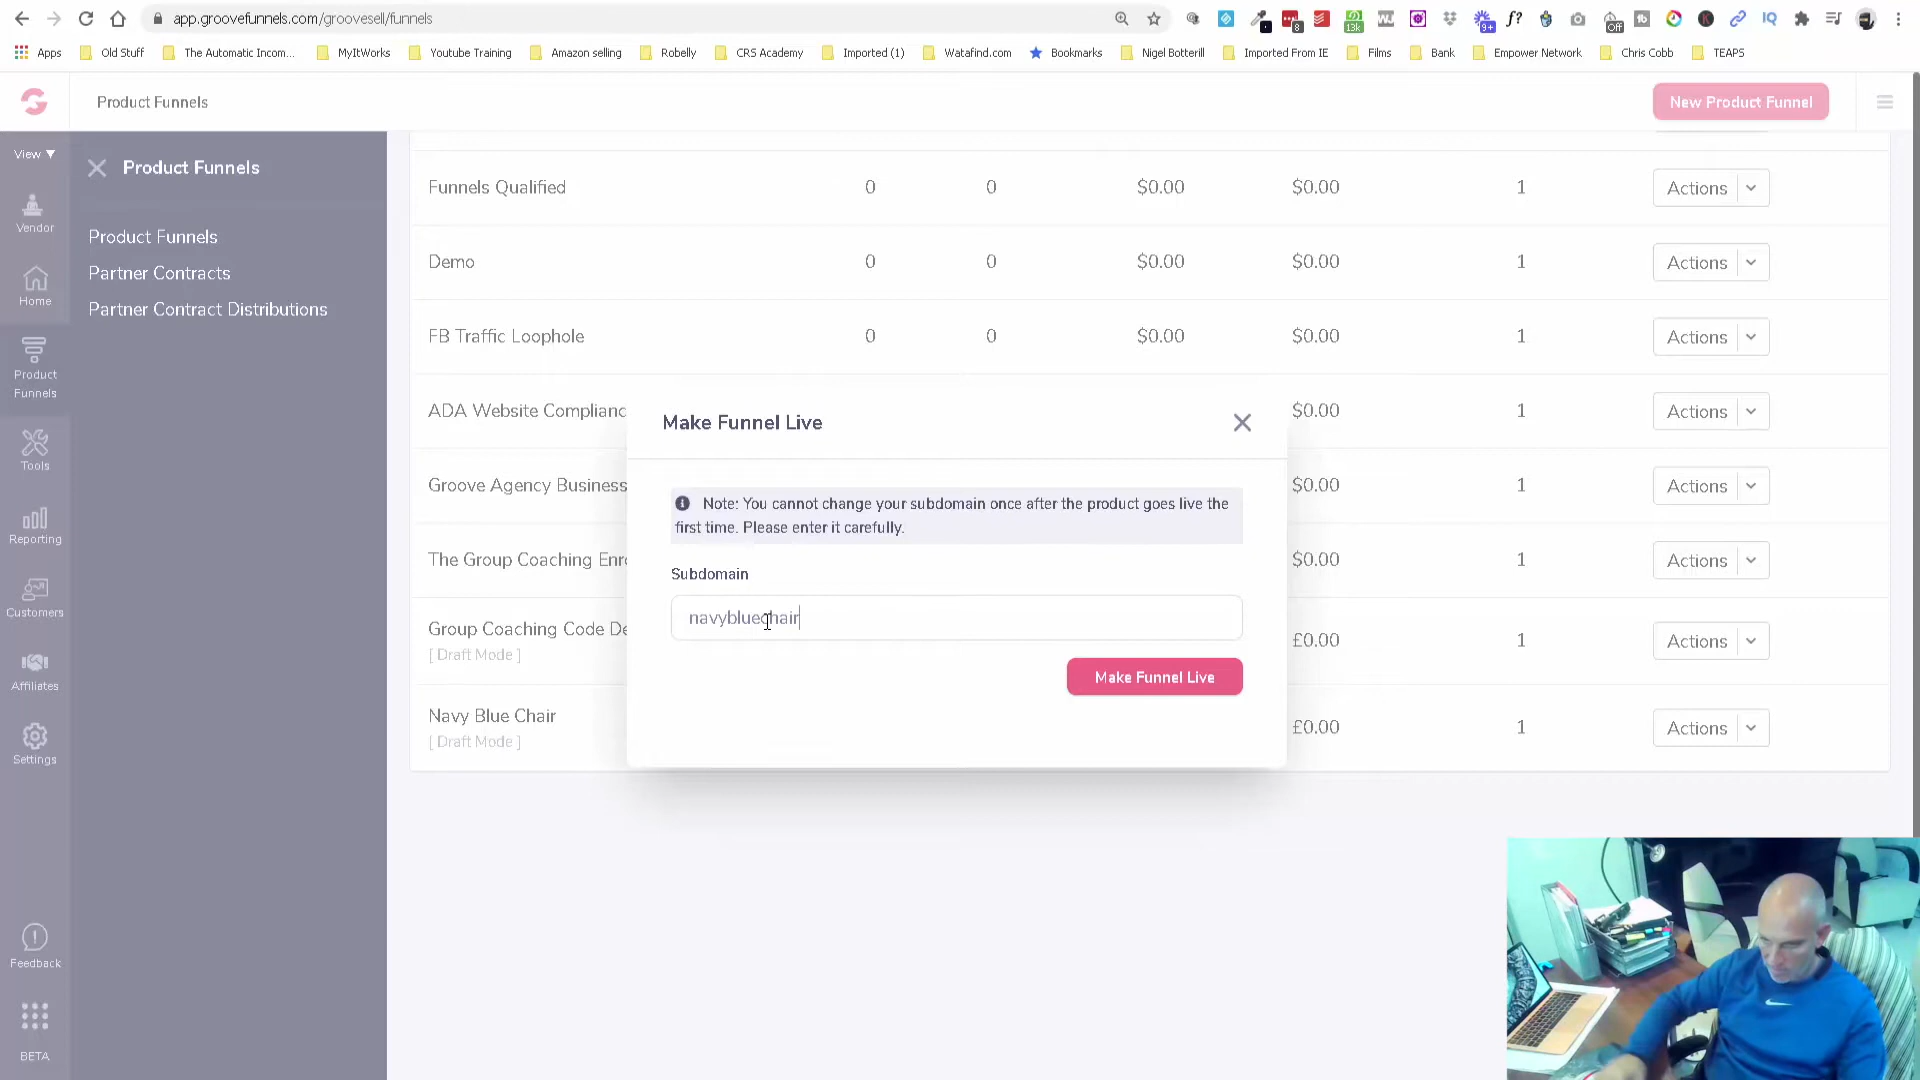 app.groovefunnels.com/groovesell/funnels
8
13k
9+
Off
Apps
Old Stuff
The Automatic Incom...
MyItWorks
Youtube Training
Amazon selling
Robelly
CRS Academy
Imported (1)
Watafind.com
Bookmarks
Nigel Botterill
Imported From IE
Films
Bank
Empower Network
Chris Cobb
TEAPS
Product Funnels
New Product Funnel
View ▼
Vendor
Home
Product
Funnels
Tools
Reporting
Customers
Affiliates
Settings
Feedback
BETA
Product Funnels
Product Funnels
Partner Contracts
Partner Contract Distributions
Funnels Qualified 0 0 $0.00 $0.00 1 Actions
Demo 0 0 $0.00 $0.00 1 Actions
FB Traffic Loophole 0 0 $0.00 $0.00 1 Actions
ADA Website Complianc $0.00 1 Actions
Groove Agency Business $0.00 1 Actions
The Group Coaching Enr $0.00 1 Actions
Group Coaching Code De £0.00 1 Actions
[ Draft Mode ]
Navy Blue Chair £0.00 1 Actions
[ Draft Mode ]
Make Funnel Live
Note: You cannot change your subdomain once after the product goes live the
first time. Please enter it carefully.
Subdomain
navybluechair
Make Funnel Live